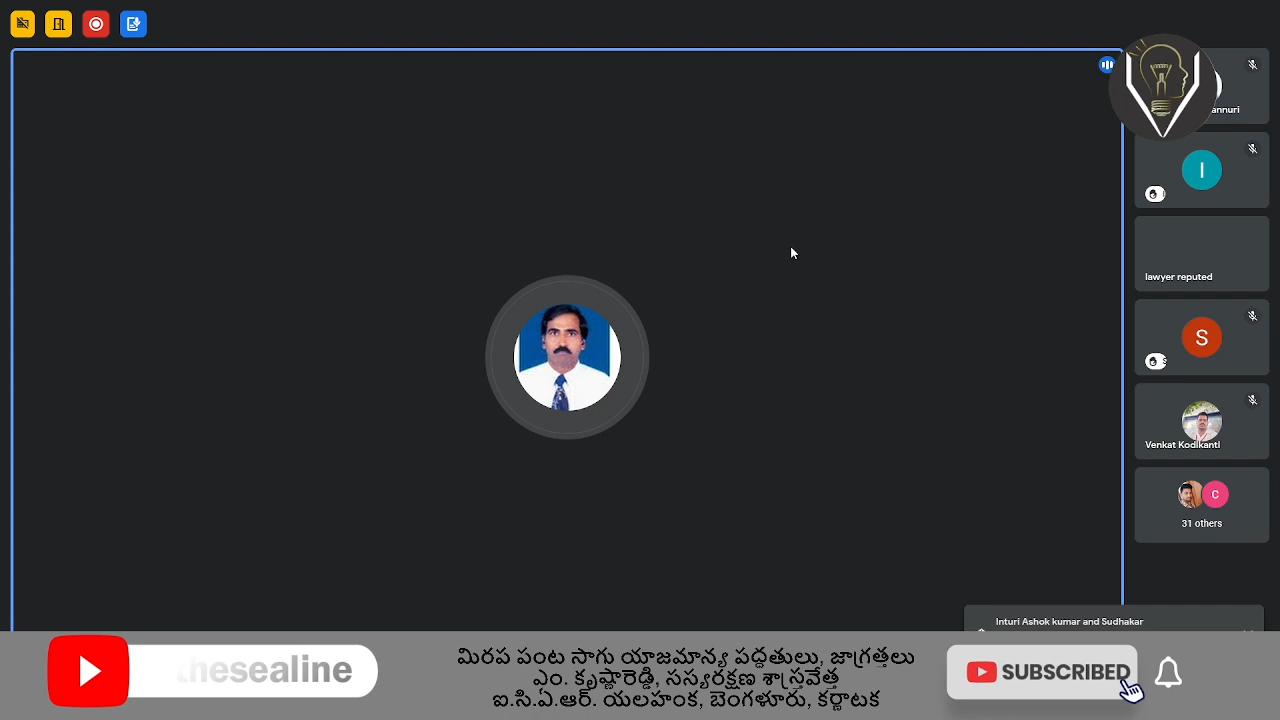 annuri
I
lawyer reputed
S
Venkat Kodikanti
C
31 others
Inturi Ashok kumar and Sudhakar
thesealine
మిరప పంట సాగు యాజమాన్య పద్ధతులు, జాగ్రత్తలు
ఎం. కృష్ణారెడ్డి, సస్యరక్షణ శాస్త్రవేత్త
ఐ.సి.ఏ.ఆర్. యలహంక, బెంగళూరు, కర్ణాటక
SUBSCRIBED